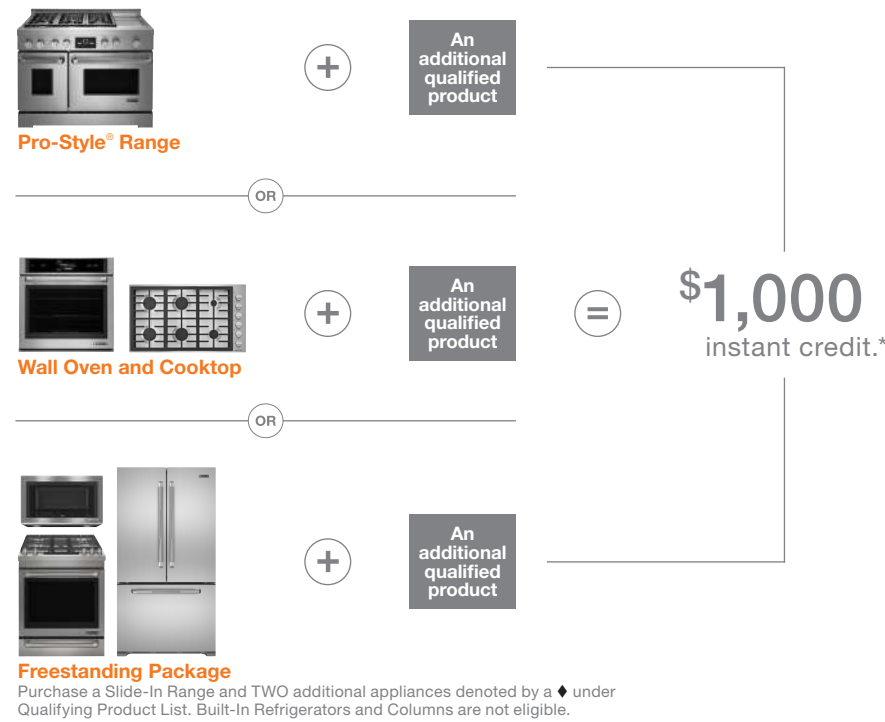 An
additional
qualified
product
Pro-Style® Range
OR
An
additional
qualified
product
Wall Oven and Cooktop
$1,000
instant credit.*
OR
An
additional
qualified
product
Freestanding Package
Purchase a Slide-In Range and TWO additional appliances denoted by a ♦ under
Qualifying Product List. Built-In Refrigerators and Columns are not eligible.